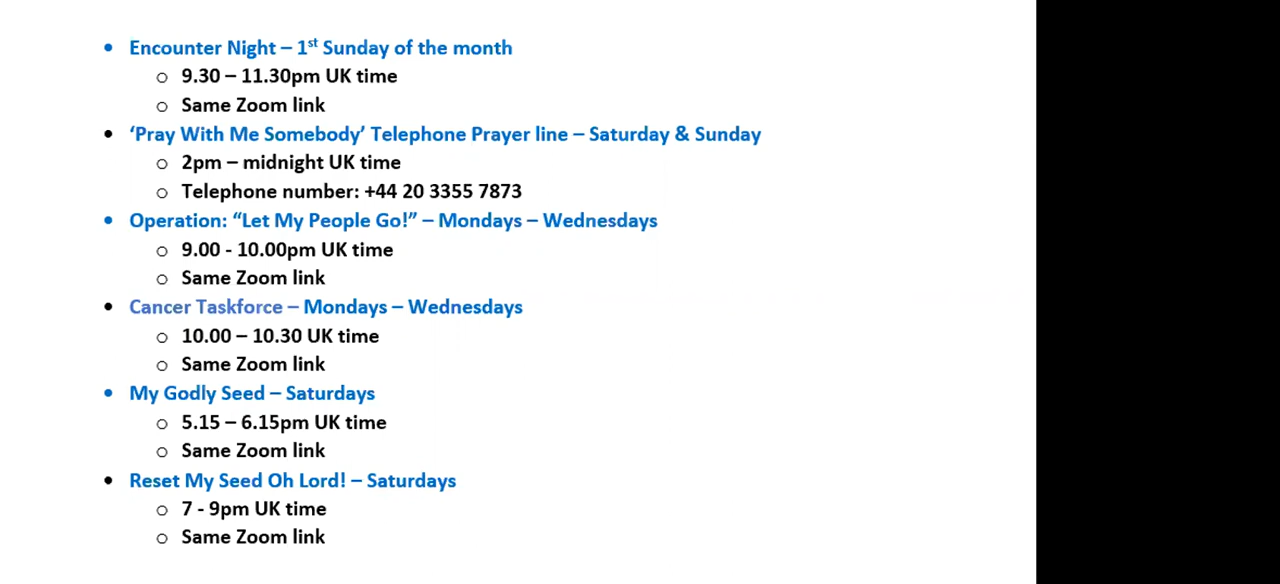 • Encounter Night – 1st Sunday of the month
o 9.30 – 11.30pm UK time
o Same Zoom link
• ‘Pray With Me Somebody’ Telephone Prayer line – Saturday & Sunday
o 2pm – midnight UK time
o Telephone number: +44 20 3355 7873
• Operation: “Let My People Go!” – Mondays – Wednesdays
o 9.00 - 10.00pm UK time
o Same Zoom link
• Cancer Taskforce – Mondays – Wednesdays
o 10.00 – 10.30 UK time
o Same Zoom link
• My Godly Seed – Saturdays
o 5.15 – 6.15pm UK time
o Same Zoom link
• Reset My Seed Oh Lord! – Saturdays
o 7 - 9pm UK time
o Same Zoom link